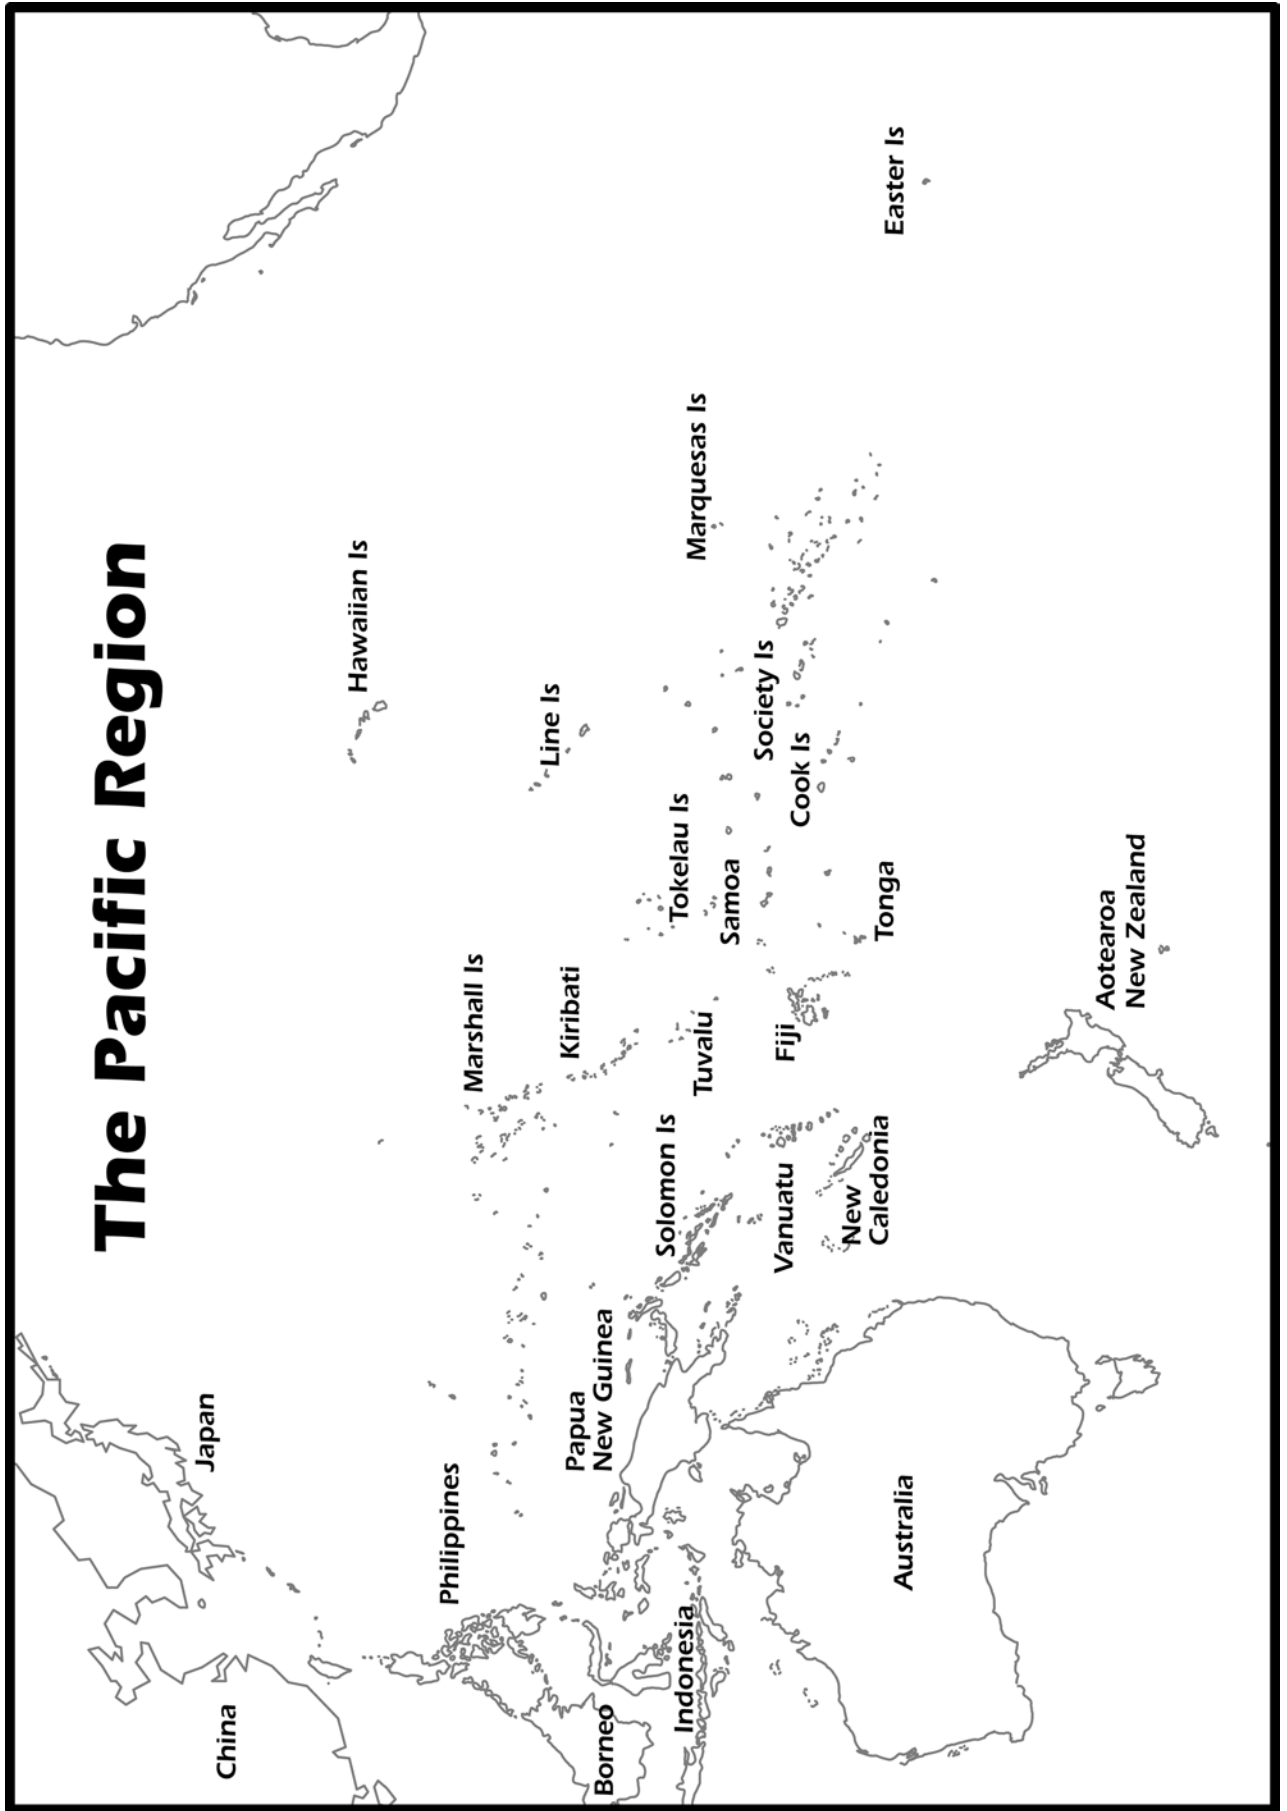 The Pacific Region
China
Japan
Hawaiian Is
Philippines
Marshall Is
Line Is
Kiribati
Papua
New Guinea
Borneo
Solomon Is
Tokelau Is
Marquesas Is
Indonesia
Tuvalu
Samoa
Society Is
Vanuatu
Fiji
Cook Is
New
Caledonia
Tonga
Easter Is
Australia
Aotearoa
New Zealand